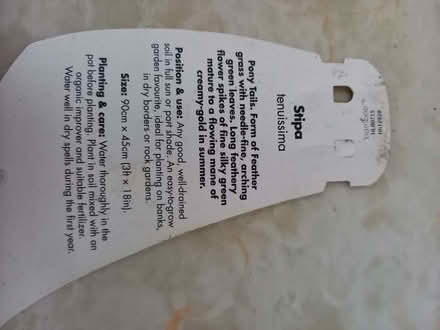 Stipa
tenuissima
Pony Tails. Form of Feather
grass with needle-fine, arching
green leaves. Long feathery
flower spikes of fine silky green
mature to a flowing mane of
creamy-gold in summer.
Position & use: Any good, well-drained
soil in full sun or part shade. An easy-to-grow
garden favourite ideal for planting on banks,
in dry borders or rock gardens.
Size: 90cm x 45cm (3ft x 18in).
Planting & care: Water thoroughly in the
pot before planting. Plant in soil mixed with an
organic improver and suitable fertilizer.
Water well in dry spells during the first year.